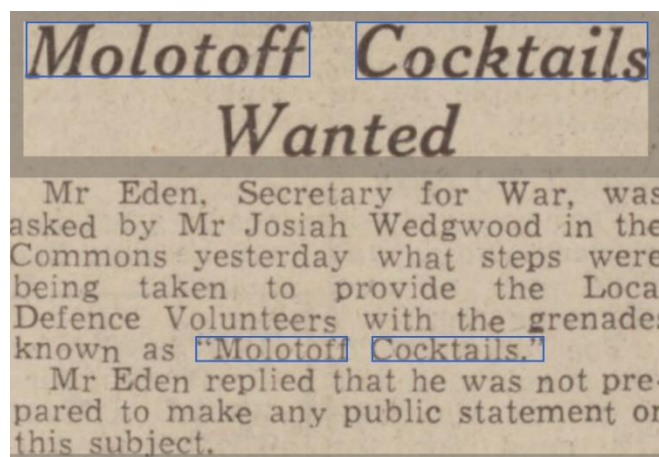 Molotoff Cocktails
Wanted
Mr Eden, Secretary for War, was
asked by Mr Josiah Wedgwood in the
Commons yesterday what steps were
being taken to provide the Loca
Defence Volunteers with the grenades
known as “Molotoff Cocktails.”
Mr Eden replied that he was not pre-
pared to make any public statement or
this subject.